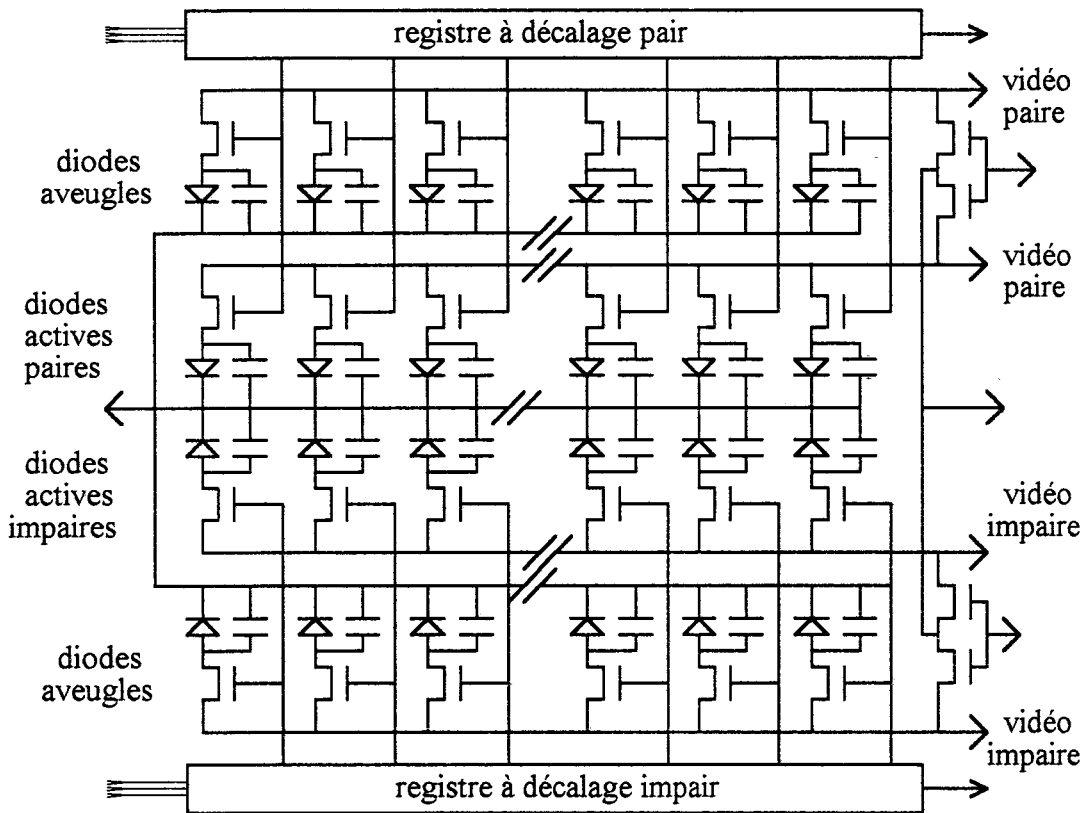 registre à décalage pair
vidéo
paire
diodes
aveugles
vidéo
paire
diodes
actives
paires
diodes
actives
impaires
vidéo
impaire
diodes
aveugles
vidéo
impaire
registre à décalage impair